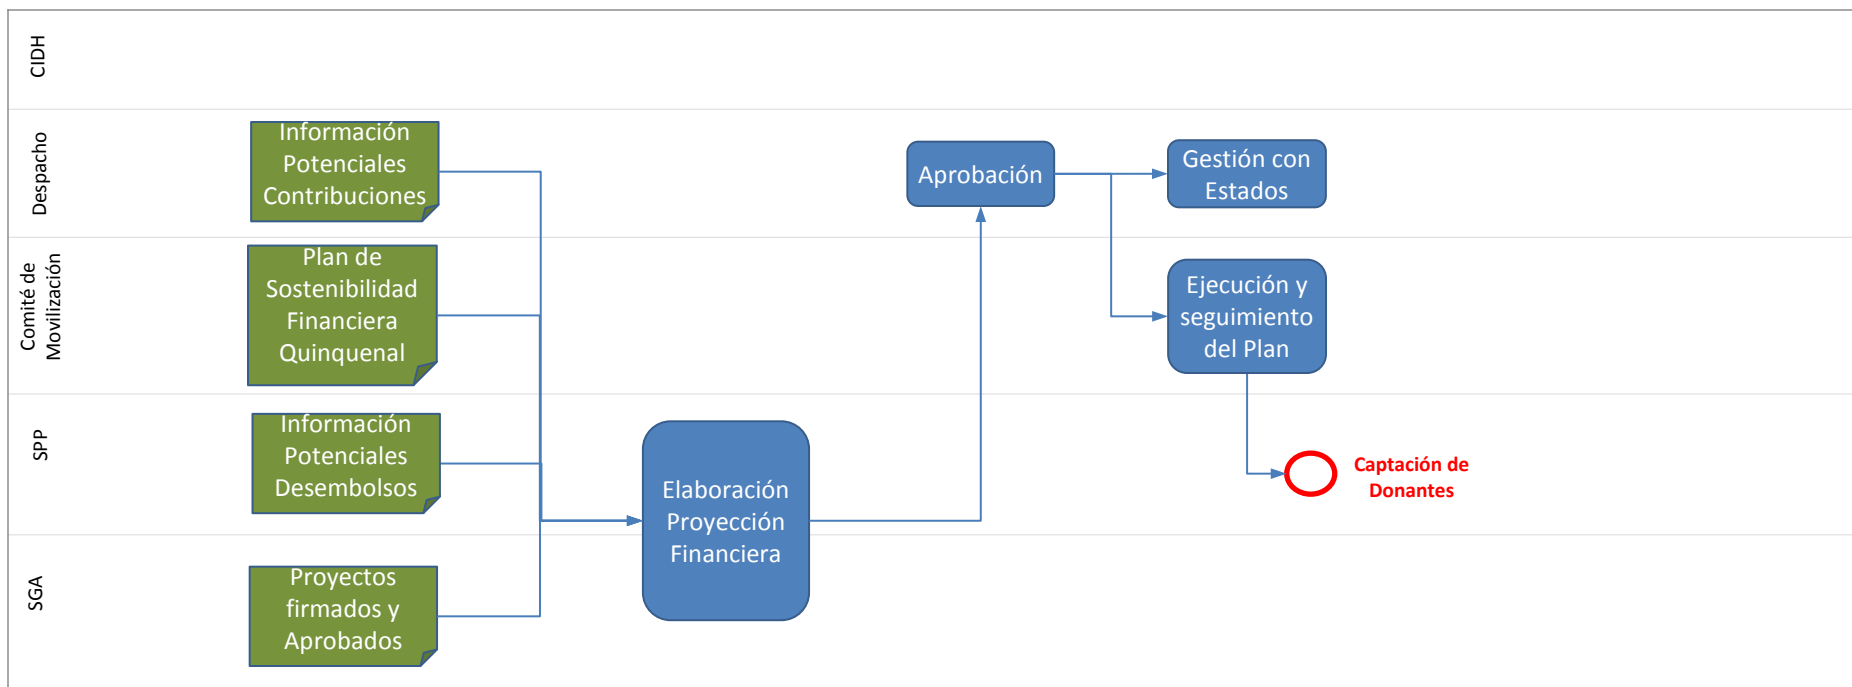 CIDH
Despacho
Información
Potenciales
Contribuciones
Aprobación
Gestión con
Estados
Comité de
Movilización
Plan de
Sostenibilidad
Financiera
Quinquenal
Ejecución y
seguimiento
del Plan
SPP
Información
Potenciales
Desembolsos
Elaboración
Proyección
Financiera
Captación de
Donantes
SGA
Proyectos
firmados y
Aprobados